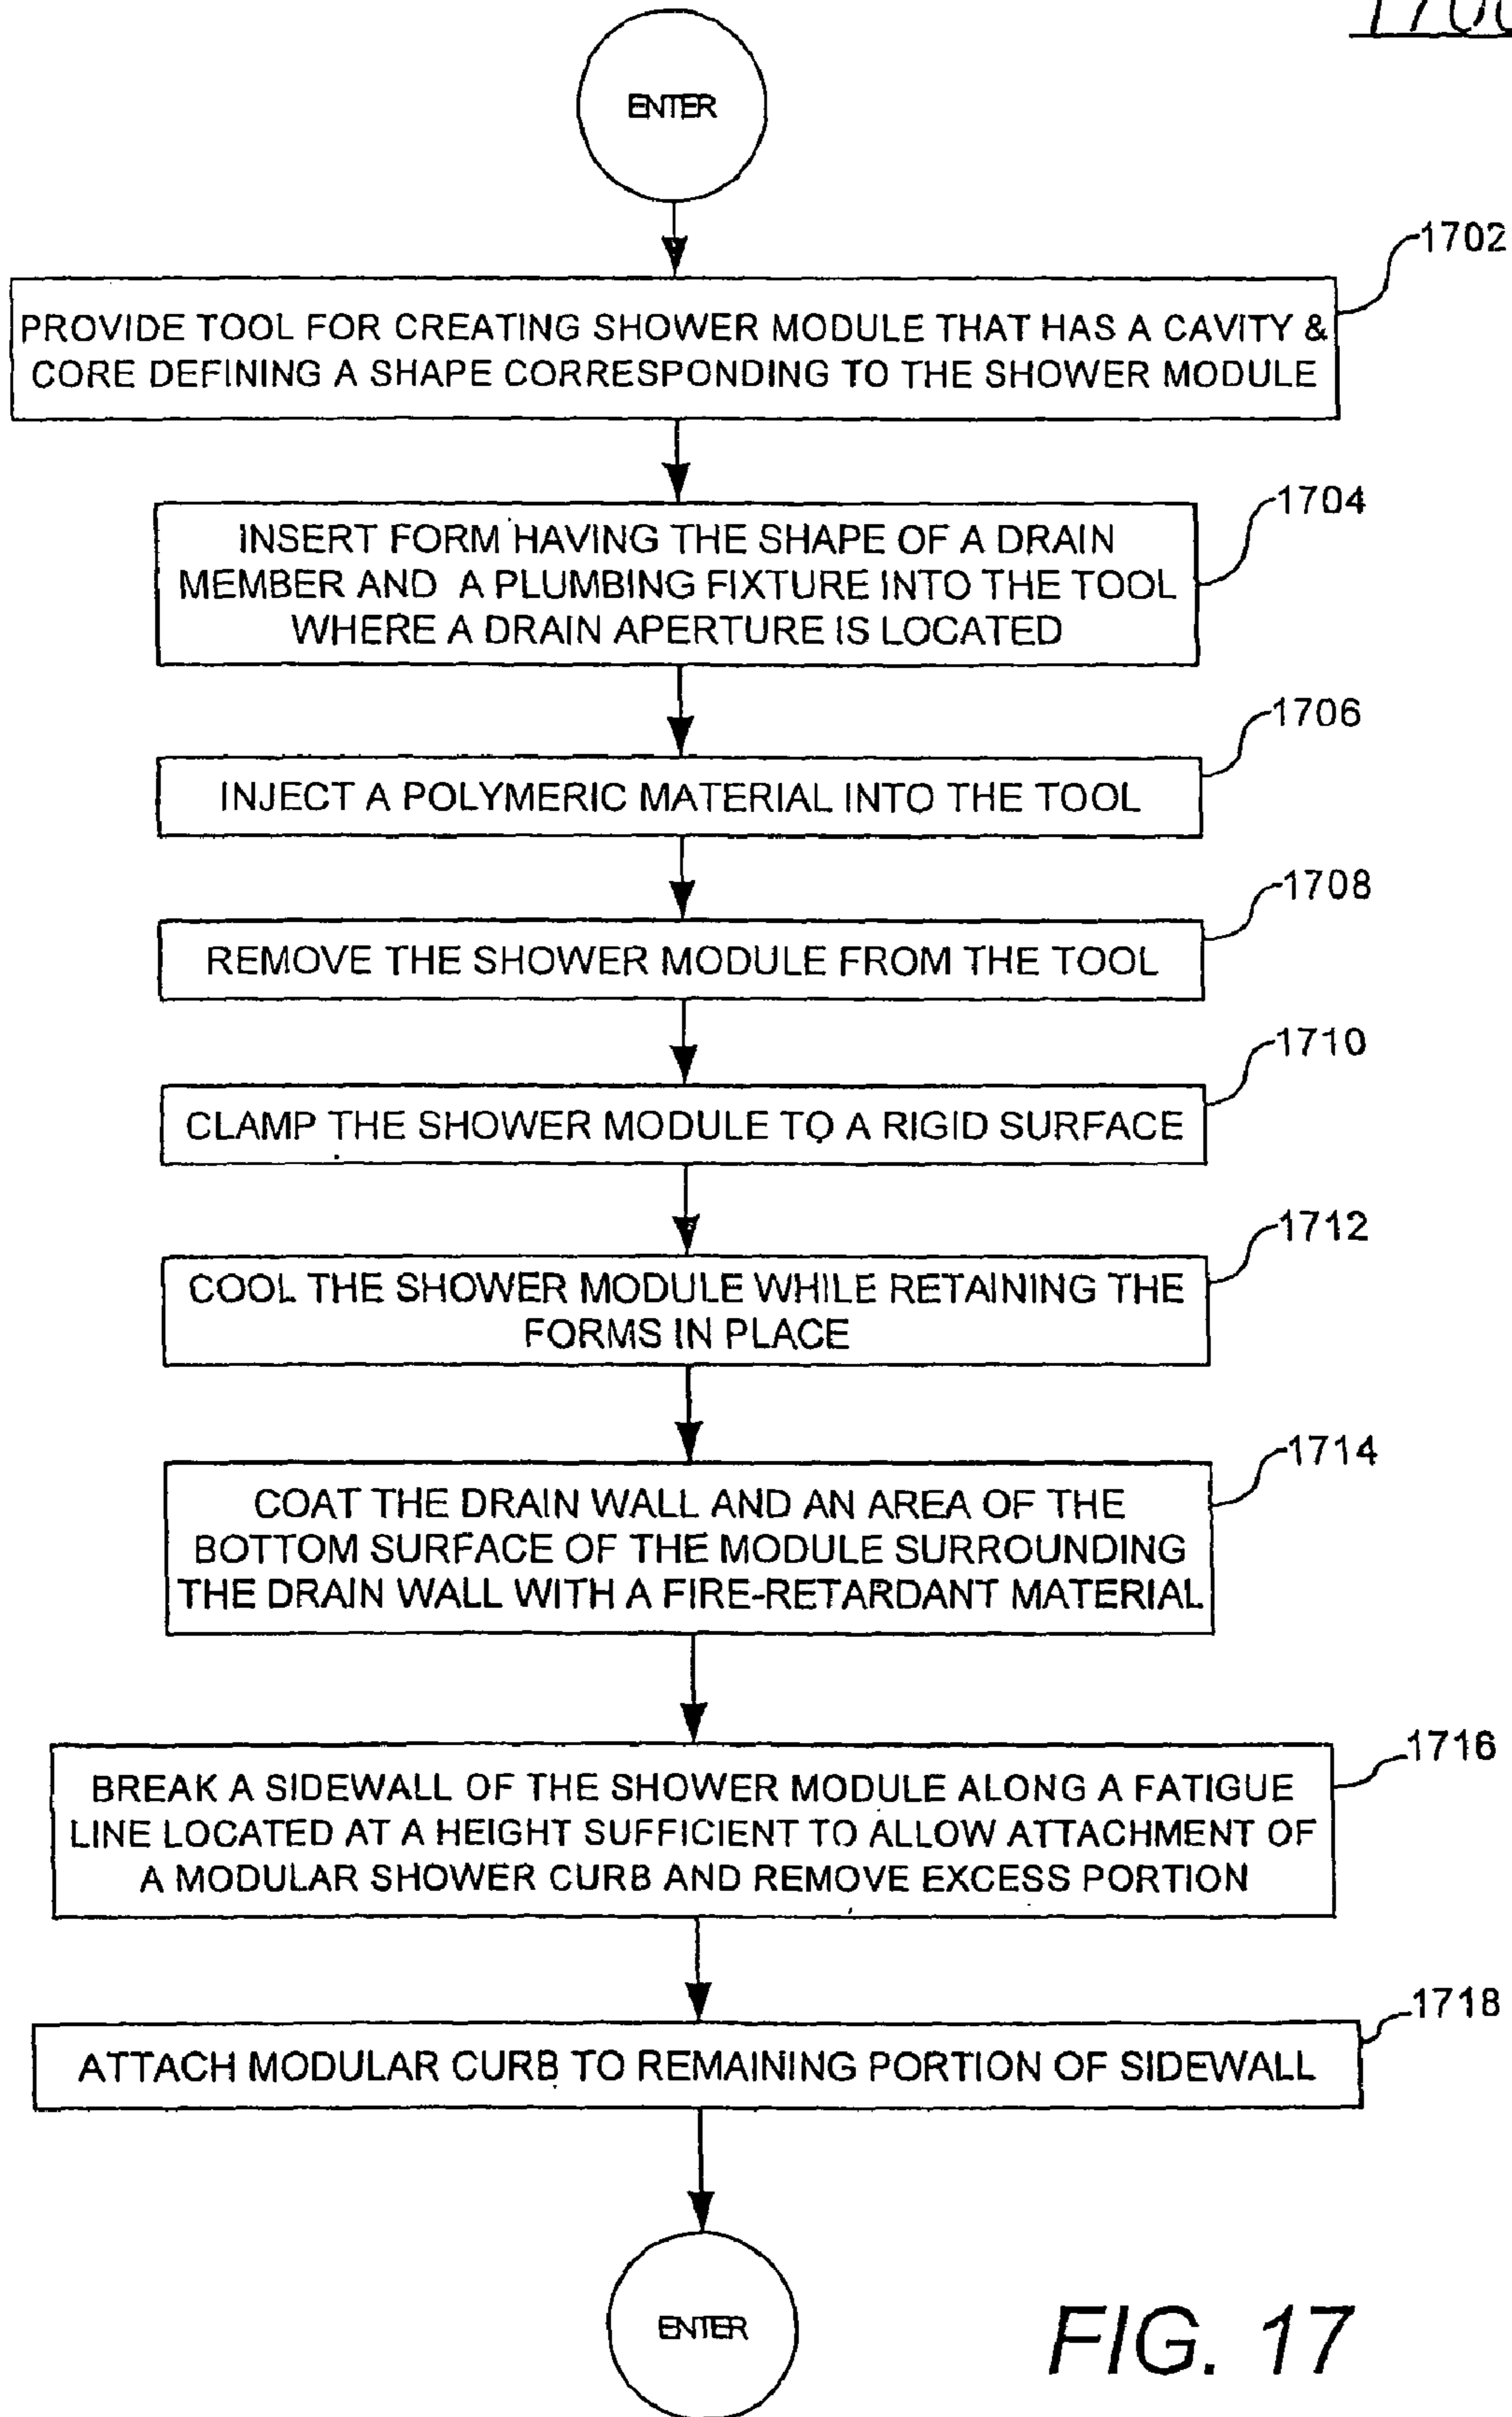 1700
ENTER
1702
PROVIDE TOOL FOR CREATING SHOWER MODULE THAT HAS A CAVITY &
CORE DEFINING A SHAPE CORRESPONDING TO THE SHOWER MODULE
1704
INSERT FORM HAVING THE SHAPE OF A DRAIN
MEMBER AND A PLUMBING FIXTURE INTO THE TOOL
WHERE A DRAIN APERTURE IS LOCATED
1706
INJECT A POLYMERIC MATERIAL INTO THE TOOL
1708
REMOVE THE SHOWER MODULE FROM THE TOOL
1710
CLAMP THE SHOWER MODULE TO A RIGID SURFACE
1712
COOL THE SHOWER MODULE WHILE RETAINING THE
FORMS IN PLACE
1714
COAT THE DRAIN WALL AND AN AREA OF THE
BOTTOM SURFACE OF THE MODULE SURROUNDING
THE DRAIN WALL WITH A FIRE-RETARDANT MATERIAL
1716
BREAK A SIDEWALL OF THE SHOWER MODULE ALONG A FATIGUE
LINE LOCATED AT A HEIGHT SUFFICIENT TO ALLOW ATTACHMENT OF
A MODULAR SHOWER CURB AND REMOVE EXCESS PORTION
1718
ATTACH MODULAR CURB TO REMAINING PORTION OF SIDEWALL
ENTER
FIG. 17